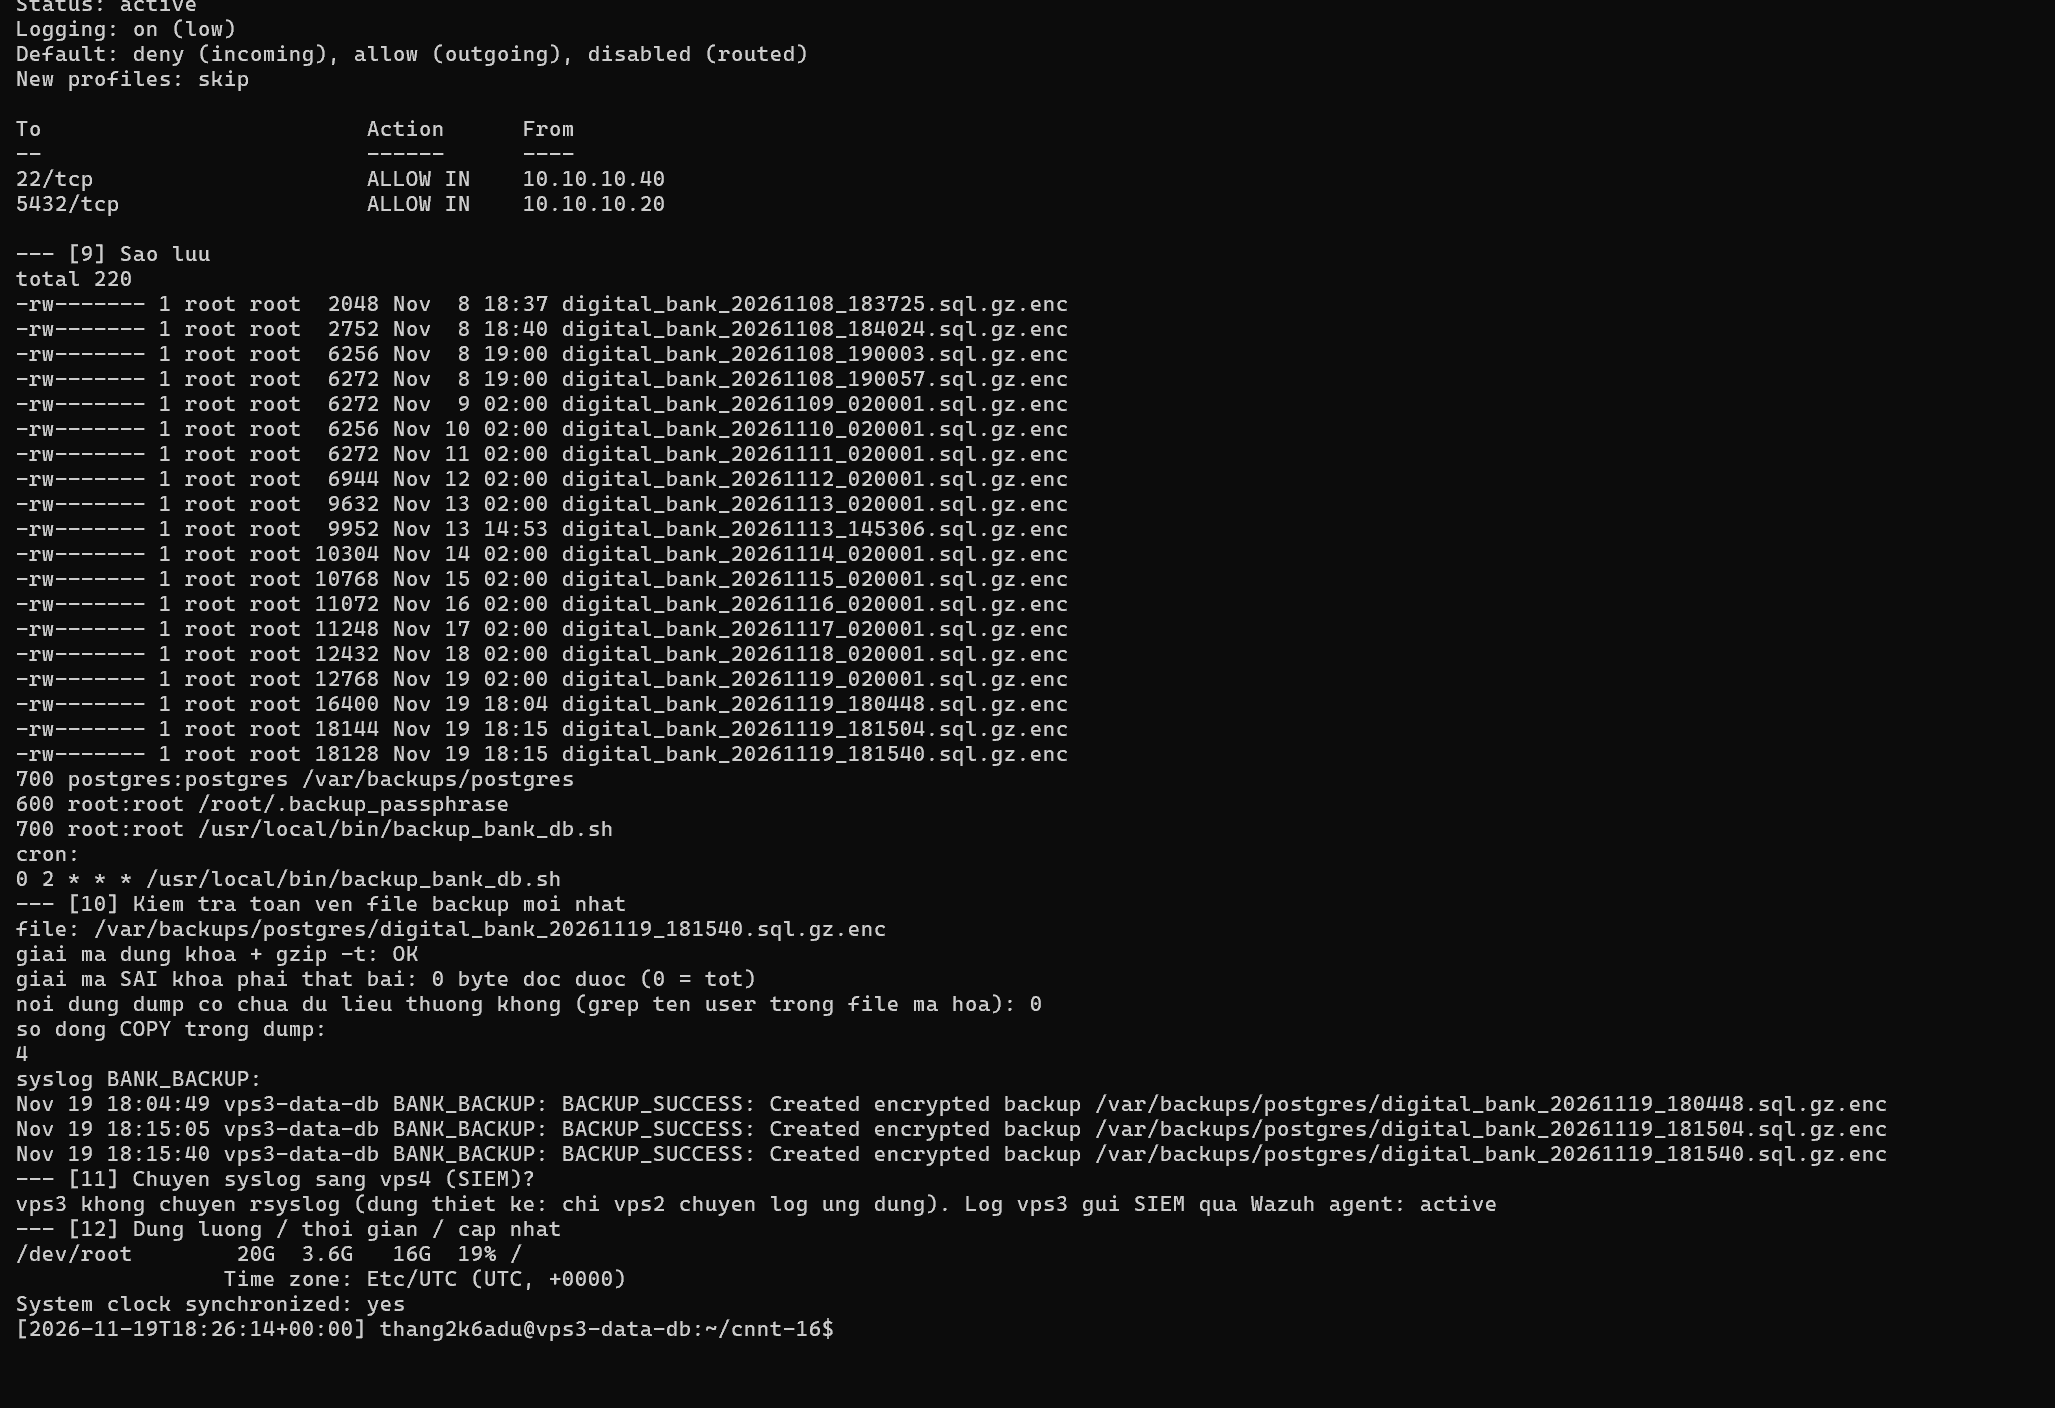 Status: active
Logging: on (low)
Default: deny (incoming), allow (outgoing), disabled (routed)
New profiles: skip
To                         Action      From
--                         ------      ----
22/tcp                     ALLOW IN    10.10.10.40
5432/tcp                   ALLOW IN    10.10.10.20
--- [9] Sao luu
total 220
-rw------- 1 root root  2048 Nov  8 18:37 digital_bank_20261108_183725.sql.gz.enc
-rw------- 1 root root  2752 Nov  8 18:40 digital_bank_20261108_184024.sql.gz.enc
-rw------- 1 root root  6256 Nov  8 19:00 digital_bank_20261108_190003.sql.gz.enc
-rw------- 1 root root  6272 Nov  8 19:00 digital_bank_20261108_190057.sql.gz.enc
-rw------- 1 root root  6272 Nov  9 02:00 digital_bank_20261109_020001.sql.gz.enc
-rw------- 1 root root  6256 Nov 10 02:00 digital_bank_20261110_020001.sql.gz.enc
-rw------- 1 root root  6272 Nov 11 02:00 digital_bank_20261111_020001.sql.gz.enc
-rw------- 1 root root  6944 Nov 12 02:00 digital_bank_20261112_020001.sql.gz.enc
-rw------- 1 root root  9632 Nov 13 02:00 digital_bank_20261113_020001.sql.gz.enc
-rw------- 1 root root  9952 Nov 13 14:53 digital_bank_20261113_145306.sql.gz.enc
-rw------- 1 root root 10304 Nov 14 02:00 digital_bank_20261114_020001.sql.gz.enc
-rw------- 1 root root 10768 Nov 15 02:00 digital_bank_20261115_020001.sql.gz.enc
-rw------- 1 root root 11072 Nov 16 02:00 digital_bank_20261116_020001.sql.gz.enc
-rw------- 1 root root 11248 Nov 17 02:00 digital_bank_20261117_020001.sql.gz.enc
-rw------- 1 root root 12432 Nov 18 02:00 digital_bank_20261118_020001.sql.gz.enc
-rw------- 1 root root 12768 Nov 19 02:00 digital_bank_20261119_020001.sql.gz.enc
-rw------- 1 root root 16400 Nov 19 18:04 digital_bank_20261119_180448.sql.gz.enc
-rw------- 1 root root 18144 Nov 19 18:15 digital_bank_20261119_181504.sql.gz.enc
-rw------- 1 root root 18128 Nov 19 18:15 digital_bank_20261119_181540.sql.gz.enc
700 postgres:postgres /var/backups/postgres
600 root:root /root/.backup_passphrase
700 root:root /usr/local/bin/backup_bank_db.sh
cron:
0 2 * * * /usr/local/bin/backup_bank_db.sh
--- [10] Kiem tra toan ven file backup moi nhat
file: /var/backups/postgres/digital_bank_20261119_181540.sql.gz.enc
giai ma dung khoa + gzip -t: OK
giai ma SAI khoa phai that bai: 0 byte doc duoc (0 = tot)
noi dung dump co chua du lieu thuong khong (grep ten user trong file ma hoa): 0
so dong COPY trong dump:
4
syslog BANK_BACKUP:
Nov 19 18:04:49 vps3-data-db BANK_BACKUP: BACKUP_SUCCESS: Created encrypted backup /var/backups/postgres/digital_bank_20261119_180448.sql.gz.enc
Nov 19 18:15:05 vps3-data-db BANK_BACKUP: BACKUP_SUCCESS: Created encrypted backup /var/backups/postgres/digital_bank_20261119_181504.sql.gz.enc
Nov 19 18:15:40 vps3-data-db BANK_BACKUP: BACKUP_SUCCESS: Created encrypted backup /var/backups/postgres/digital_bank_20261119_181540.sql.gz.enc
--- [11] Chuyen syslog sang vps4 (SIEM)?
vps3 khong chuyen rsyslog (dung thiet ke: chi vps2 chuyen log ung dung). Log vps3 gui SIEM qua Wazuh agent: active
--- [12] Dung luong / thoi gian / cap nhat
/dev/root        20G  3.6G   16G  19% /
                Time zone: Etc/UTC (UTC, +0000)
System clock synchronized: yes
[2026-11-19T18:26:14+00:00] thang2k6adu@vps3-data-db:~/cnnt-16$